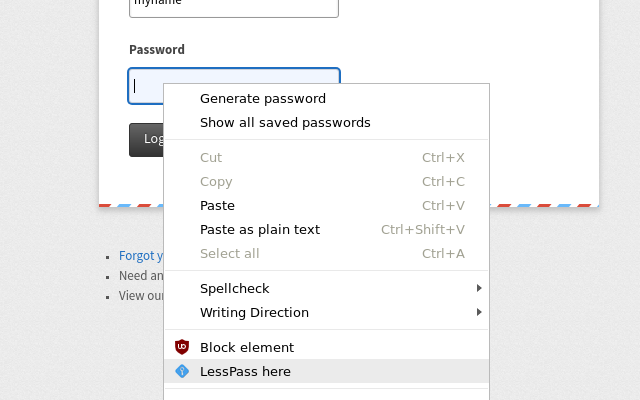 myname
Password
Log
Generate password
Show all saved passwords
Cut Ctrl+X
Copy Ctrl+C
Paste Ctrl+V
Paste as plain text Ctrl+Shift+V
Select all Ctrl+A
Forgot y
Need an
View our
Spellcheck
Writing Direction
Block element
LessPass here